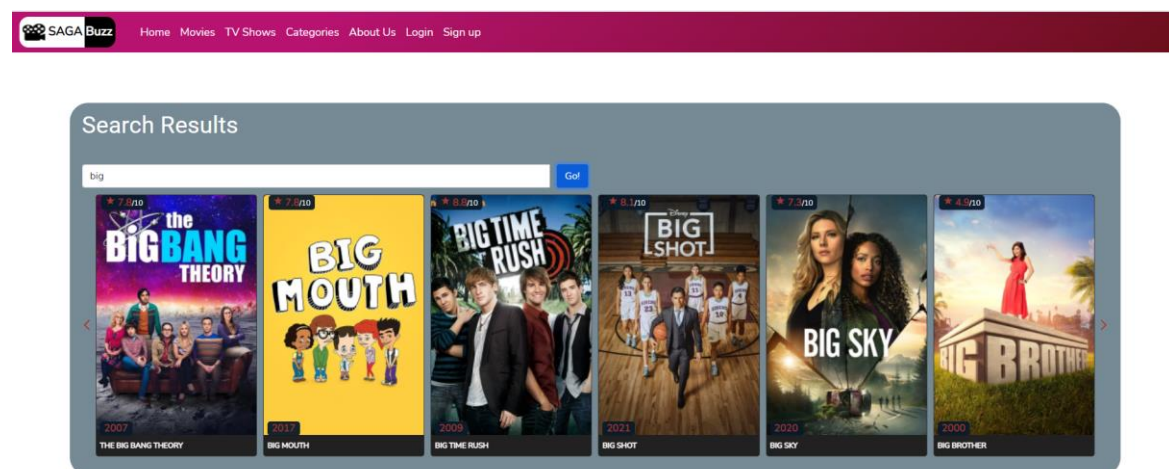 SAGA Buzz
Home Movies TV Shows Categories About Us Login Sign up
Search Results
big
Go!
★ 7.8/10
the
BIG BANG
THEORY
2007
THE BIG BANG THEORY
★ 7.8/10
BIG
MOUTH
2017
BIG MOUTH
★ 8.8/10
BIG TIME
RUSH
2009
BIG TIME RUSH
★ 8.1/10
Disney
BIG
SHOT
2021
BIG SHOT
★ 7.3/10
BIG SKY
2020
BIG SKY
★ 4.9/10
BIG BROTHER
2000
BIG BROTHER